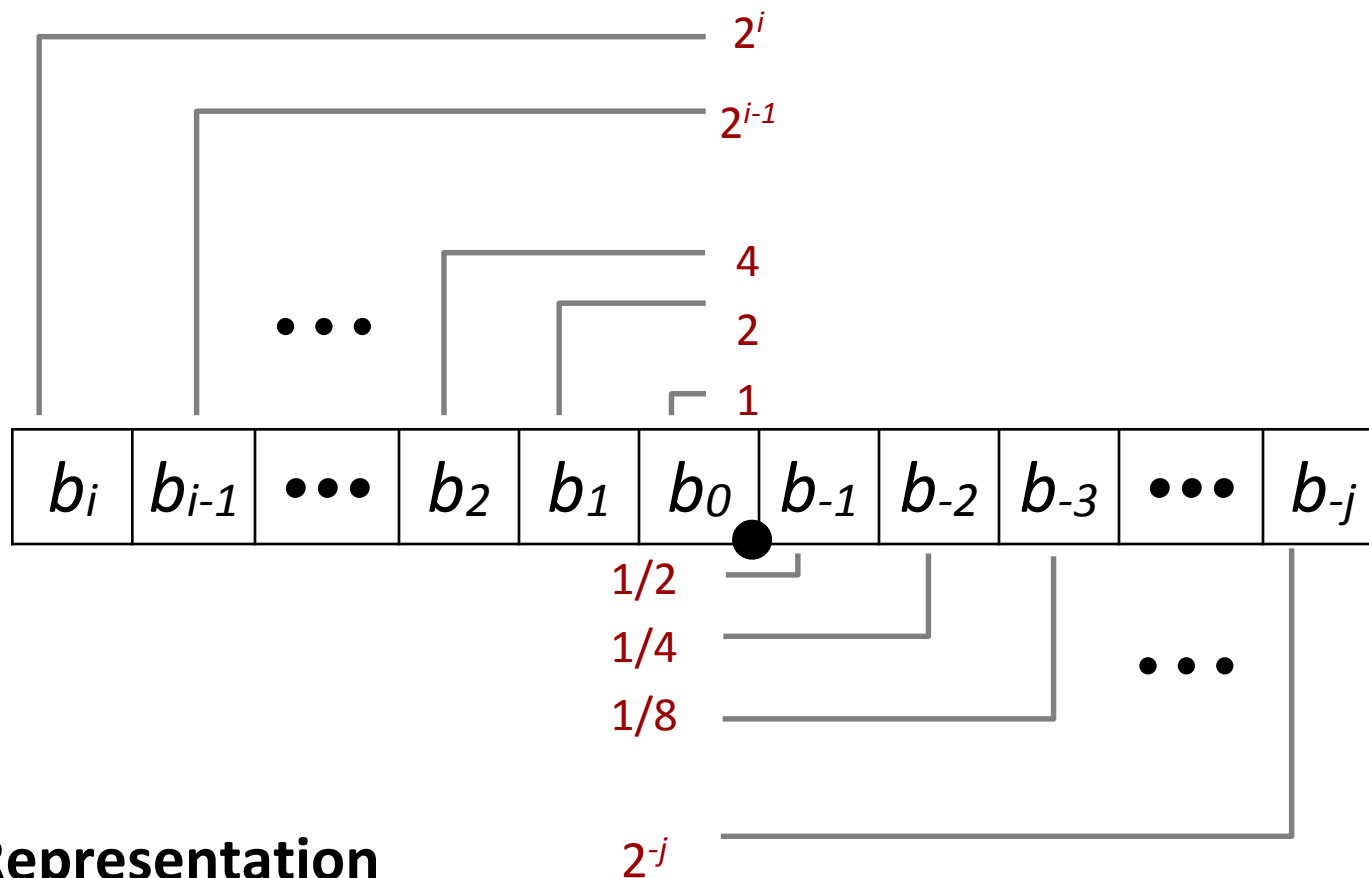 2^i
2^{i-1}
4
2
1
b_i b_{i-1} ••• b_2 b_1 b_0 b_{-1} b_{-2} b_{-3} ••• b_{-j}
1/2
1/4
1/8
2^{-j}
Representation